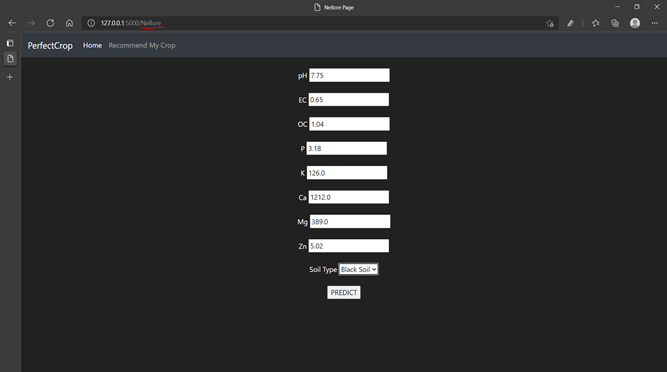 Nellore Page
127.0.0.1:5000/Nellore
PerfectCrop Home Recommend My Crop
pH 7.75
EC 0.65
OC 1.04
P 3.18
K 126.0
Ca 1212.0
Mg 389.0
Zn 5.02
Soil Type Black Soil
PREDICT